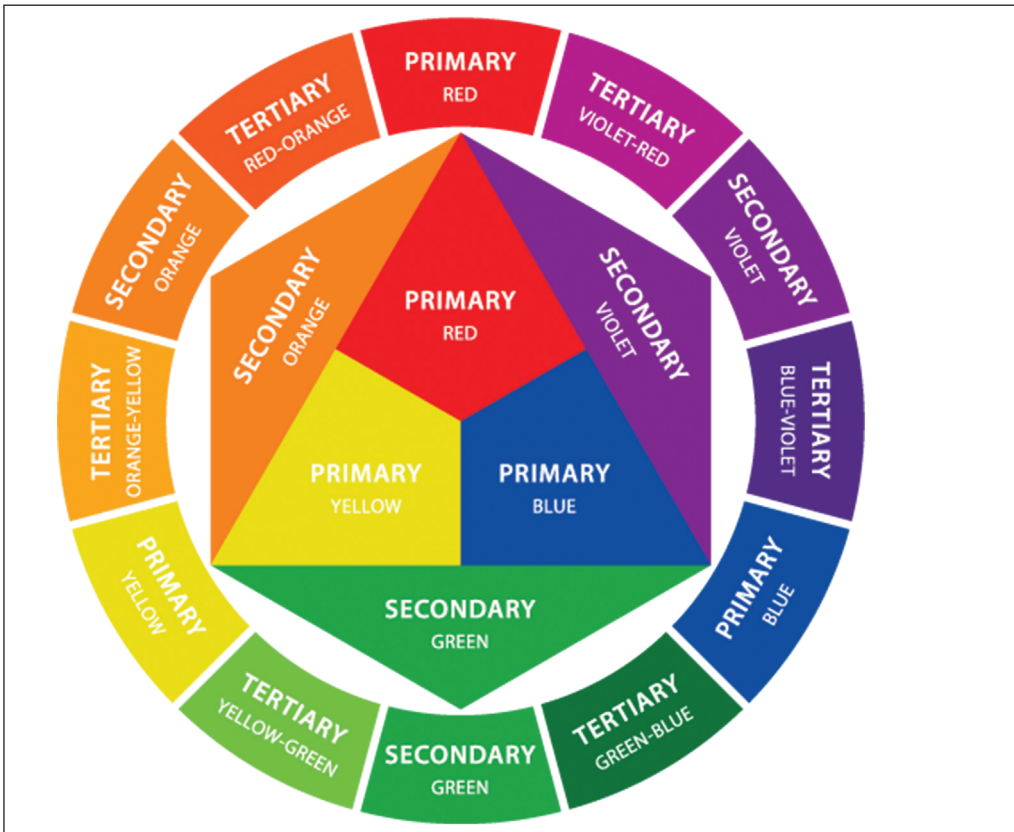 PRIMARY
RED
TERTIARY
VIOLET-RED
SECONDARY
VIOLET
TERTIARY
BLUE-VIOLET
PRIMARY
BLUE
TERTIARY
GREEN-BLUE
SECONDARY
GREEN
TERTIARY
YELLOW-GREEN
PRIMARY
YELLOW
TERTIARY
ORANGE-YELLOW
SECONDARY
ORANGE
TERTIARY
RED-ORANGE
PRIMARY
RED
SECONDARY
ORANGE
SECONDARY
VIOLET
PRIMARY
YELLOW
PRIMARY
BLUE
SECONDARY
GREEN